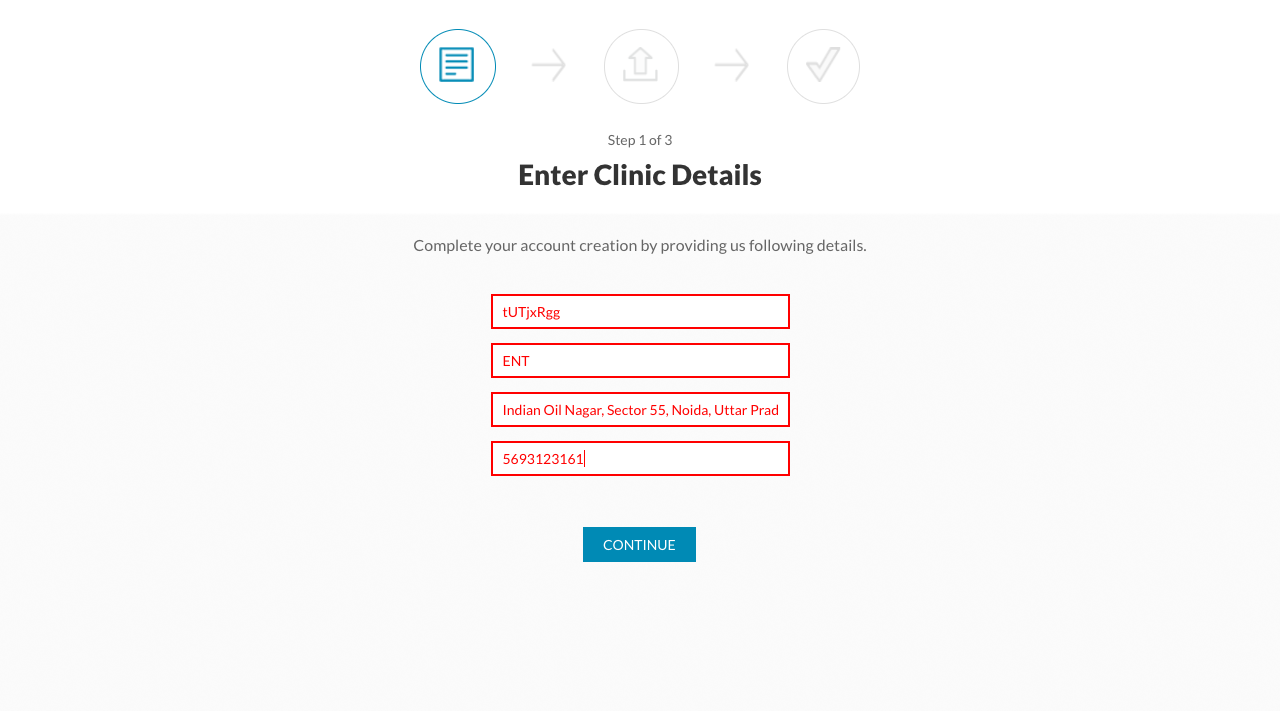 Step 1 of 3
Enter Clinic Details
Complete your account creation by providing us following details.
tUTjxRgg
ENT
Indian Oil Nagar, Sector 55, Noida, Uttar Prad
5693123161
CONTINUE